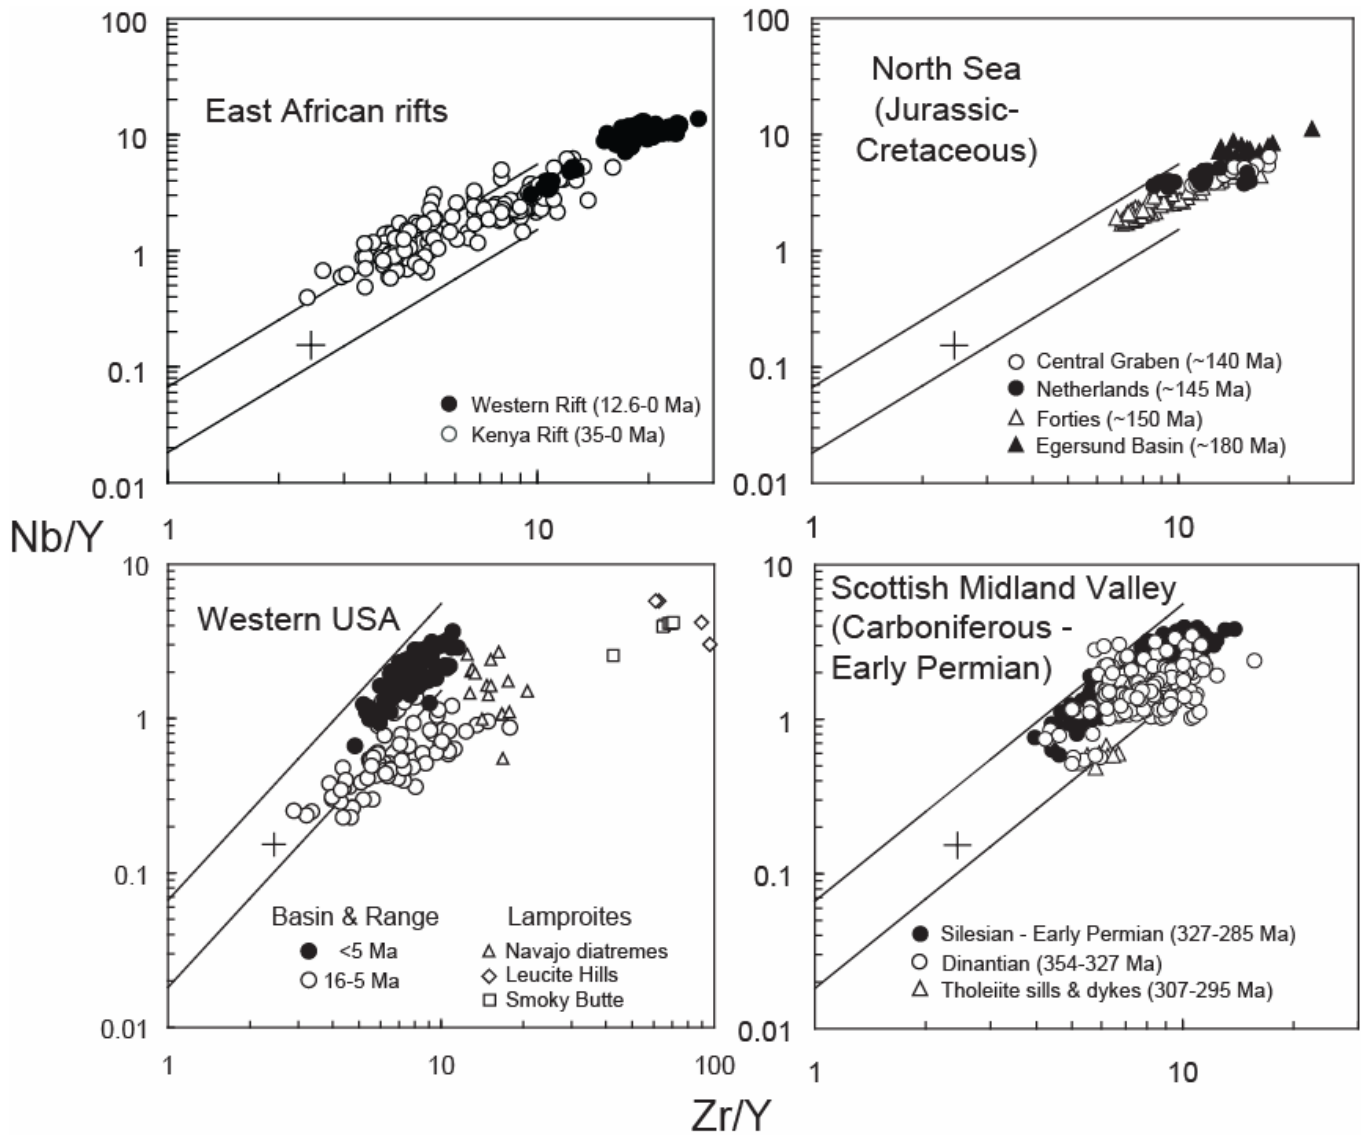 100
10
1
0.1
0.01
East African rifts
Western Rift (12.6-0 Ma)
Kenya Rift (35-0 Ma)
1
10
100
10
1
0.1
0.01
North Sea
(Jurassic-
Cretaceous)
Central Graben (~140 Ma)
Netherlands (~145 Ma)
Forties (~150 Ma)
Egersund Basin (~180 Ma)
1
10
Nb/Y
10
1
0.1
0.01
Western USA
Basin & Range
<5 Ma
16-5 Ma
Lamproites
Navajo diatremes
Leucite Hills
Smoky Butte
1
10
100
10
1
0.1
0.01
Scottish Midland Valley
(Carboniferous -
Early Permian)
Silesian - Early Permian (327-285 Ma)
Dinantian (354-327 Ma)
Tholeiite sills & dykes (307-295 Ma)
1
10
Zr/Y